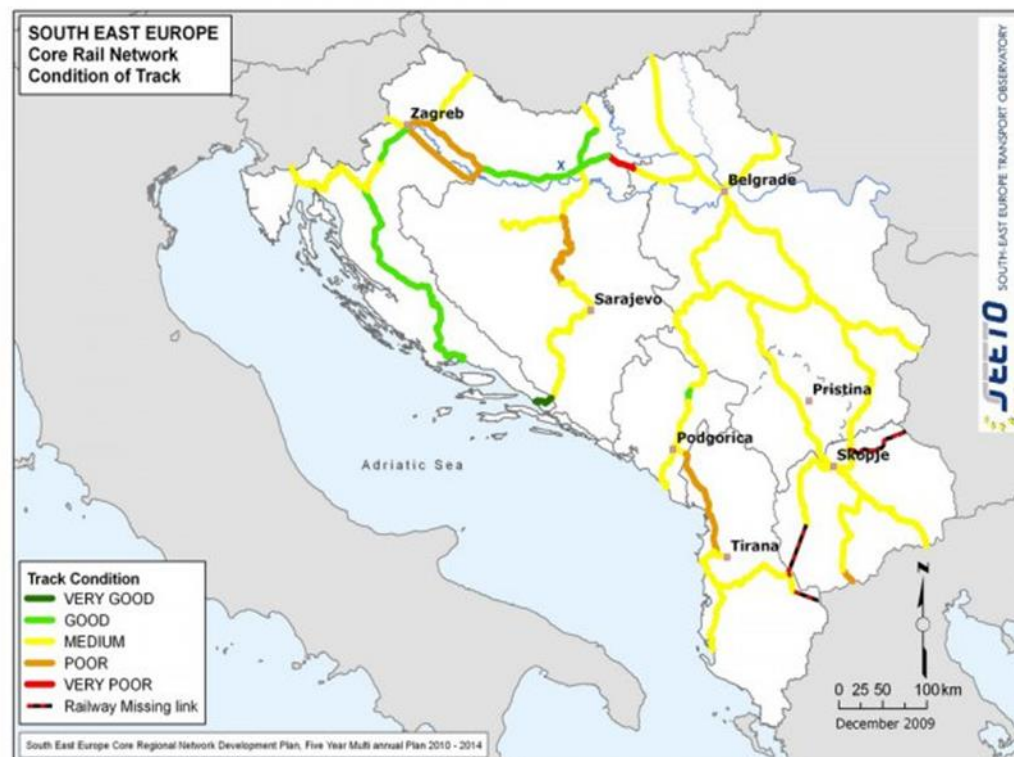 SOUTH EAST EUROPE
Core Rail Network
Condition of Track
SOUTH-EAST EUROPE TRANSPORT OBSERVATORY
SEETO
Zagreb
X
Belgrade
Sarajevo
Pristina
Podgorica
Skopje
Adriatic Sea
Tirana
Track Condition
VERY GOOD
GOOD
MEDIUM
POOR
VERY POOR
Railway Missing link
N
0 25 50 100 km
December 2009
South East Europe Core Regional Network Development Plan, Five Year Multi annual Plan 2010 - 2014